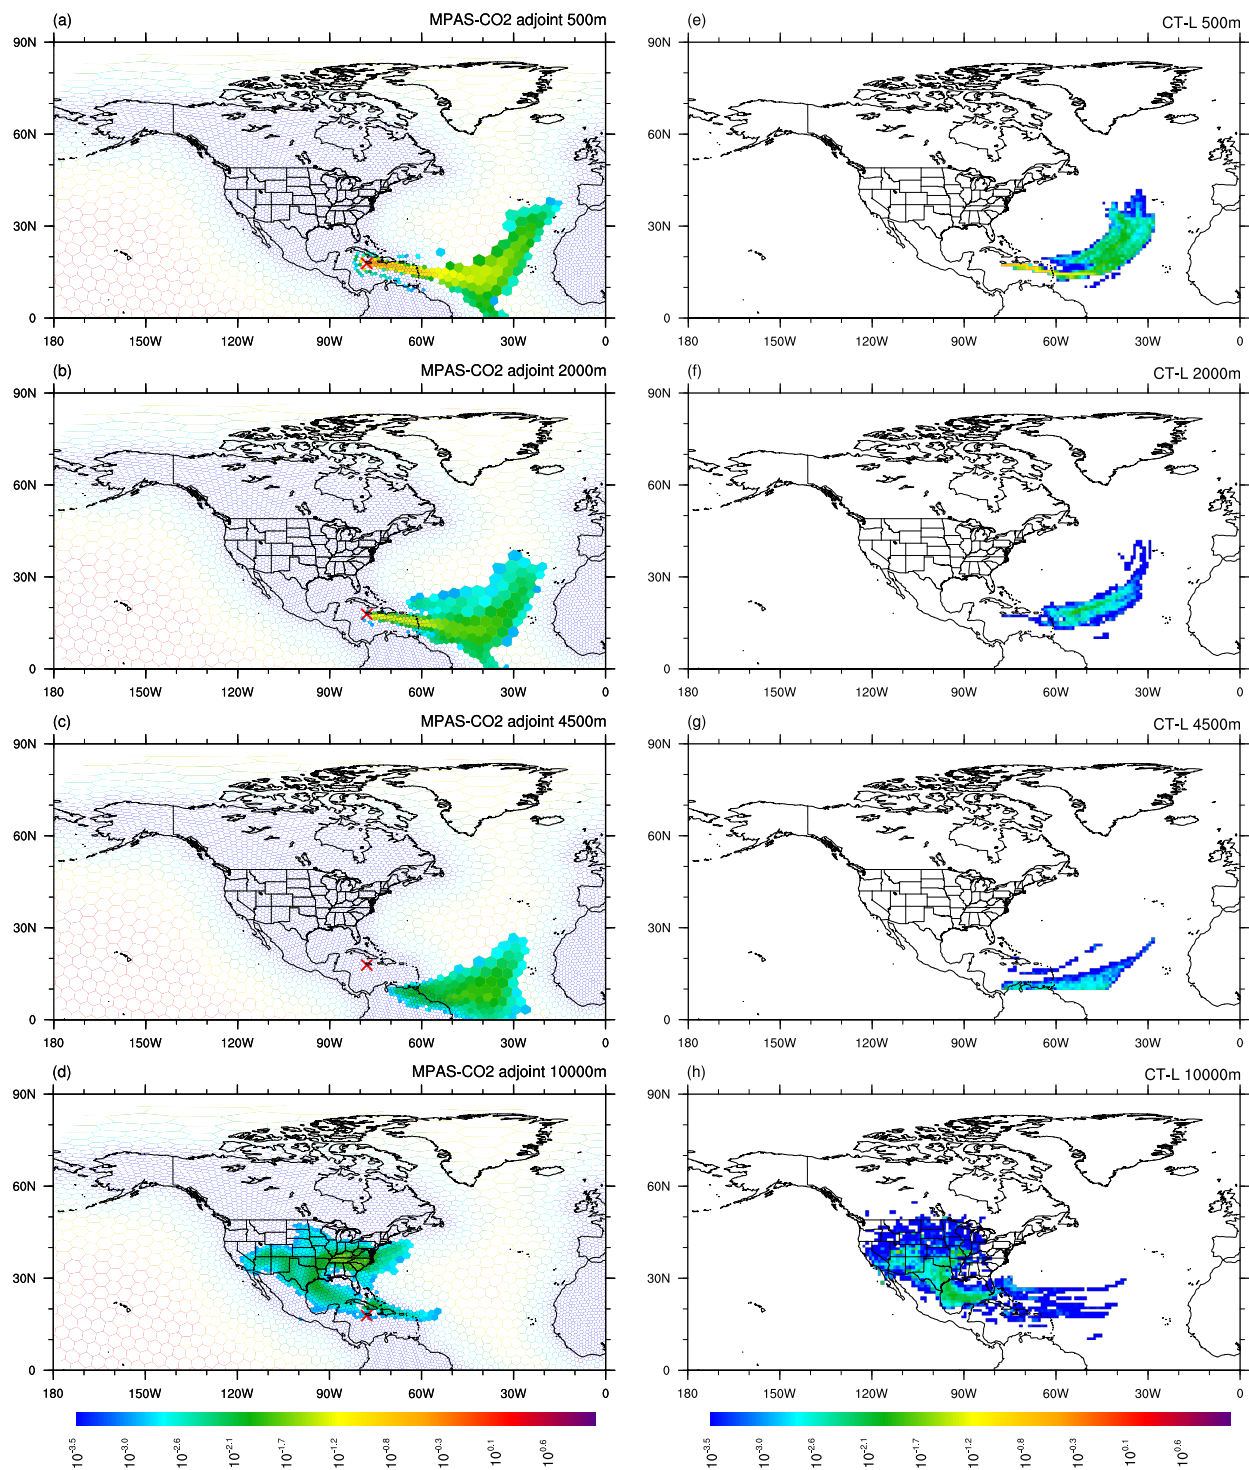 (a) MPAS-CO2 adjoint 500m
90N
60N
30N
0
180 150W 120W 90W 60W 30W 0
(e) CT-L 500m
90N
60N
30N
0
180 150W 120W 90W 60W 30W 0
(b) MPAS-CO2 adjoint 2000m
90N
60N
30N
0
180 150W 120W 90W 60W 30W 0
(f) CT-L 2000m
90N
60N
30N
0
180 150W 120W 90W 60W 30W 0
(c) MPAS-CO2 adjoint 4500m
90N
60N
30N
0
180 150W 120W 90W 60W 30W 0
(g) CT-L 4500m
90N
60N
30N
0
180 150W 120W 90W 60W 30W 0
(d) MPAS-CO2 adjoint 10000m
90N
60N
30N
0
180 150W 120W 90W 60W 30W 0
(h) CT-L 10000m
90N
60N
30N
0
180 150W 120W 90W 60W 30W 0
10^-3.5 10^-3.0 10^-2.6 10^-2.1 10^-1.7 10^-1.2 10^-0.8 10^-0.3 10^0.1 10^0.6
10^-3.5 10^-3.0 10^-2.6 10^-2.1 10^-1.7 10^-1.2 10^-0.8 10^-0.3 10^0.1 10^0.6